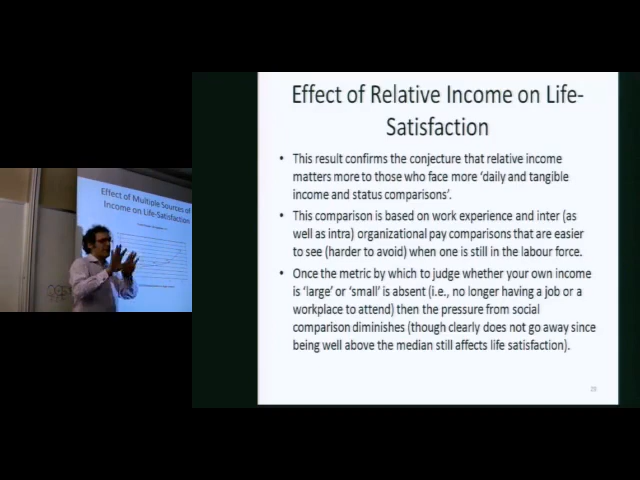 Effect of Relative Income on Life-
Satisfaction
• This result confirms the conjecture that relative income
matters more to those who face more ‘daily and tangible
income and status comparisons’.
• This comparison is based on work experience and inter (as
well as intra) organizational pay comparisons that are easier
to see (harder to avoid) when one is still in the labour force.
• Once the metric by which to judge whether your own income
is ‘large’ or ‘small’ is absent (i.e., no longer having a job or a
workplace to attend) then the pressure from social
comparison diminishes (though clearly does not go away since
being well above the median still affects life satisfaction).
Effect of Multiple Sources of
Income on Life-Satisfaction